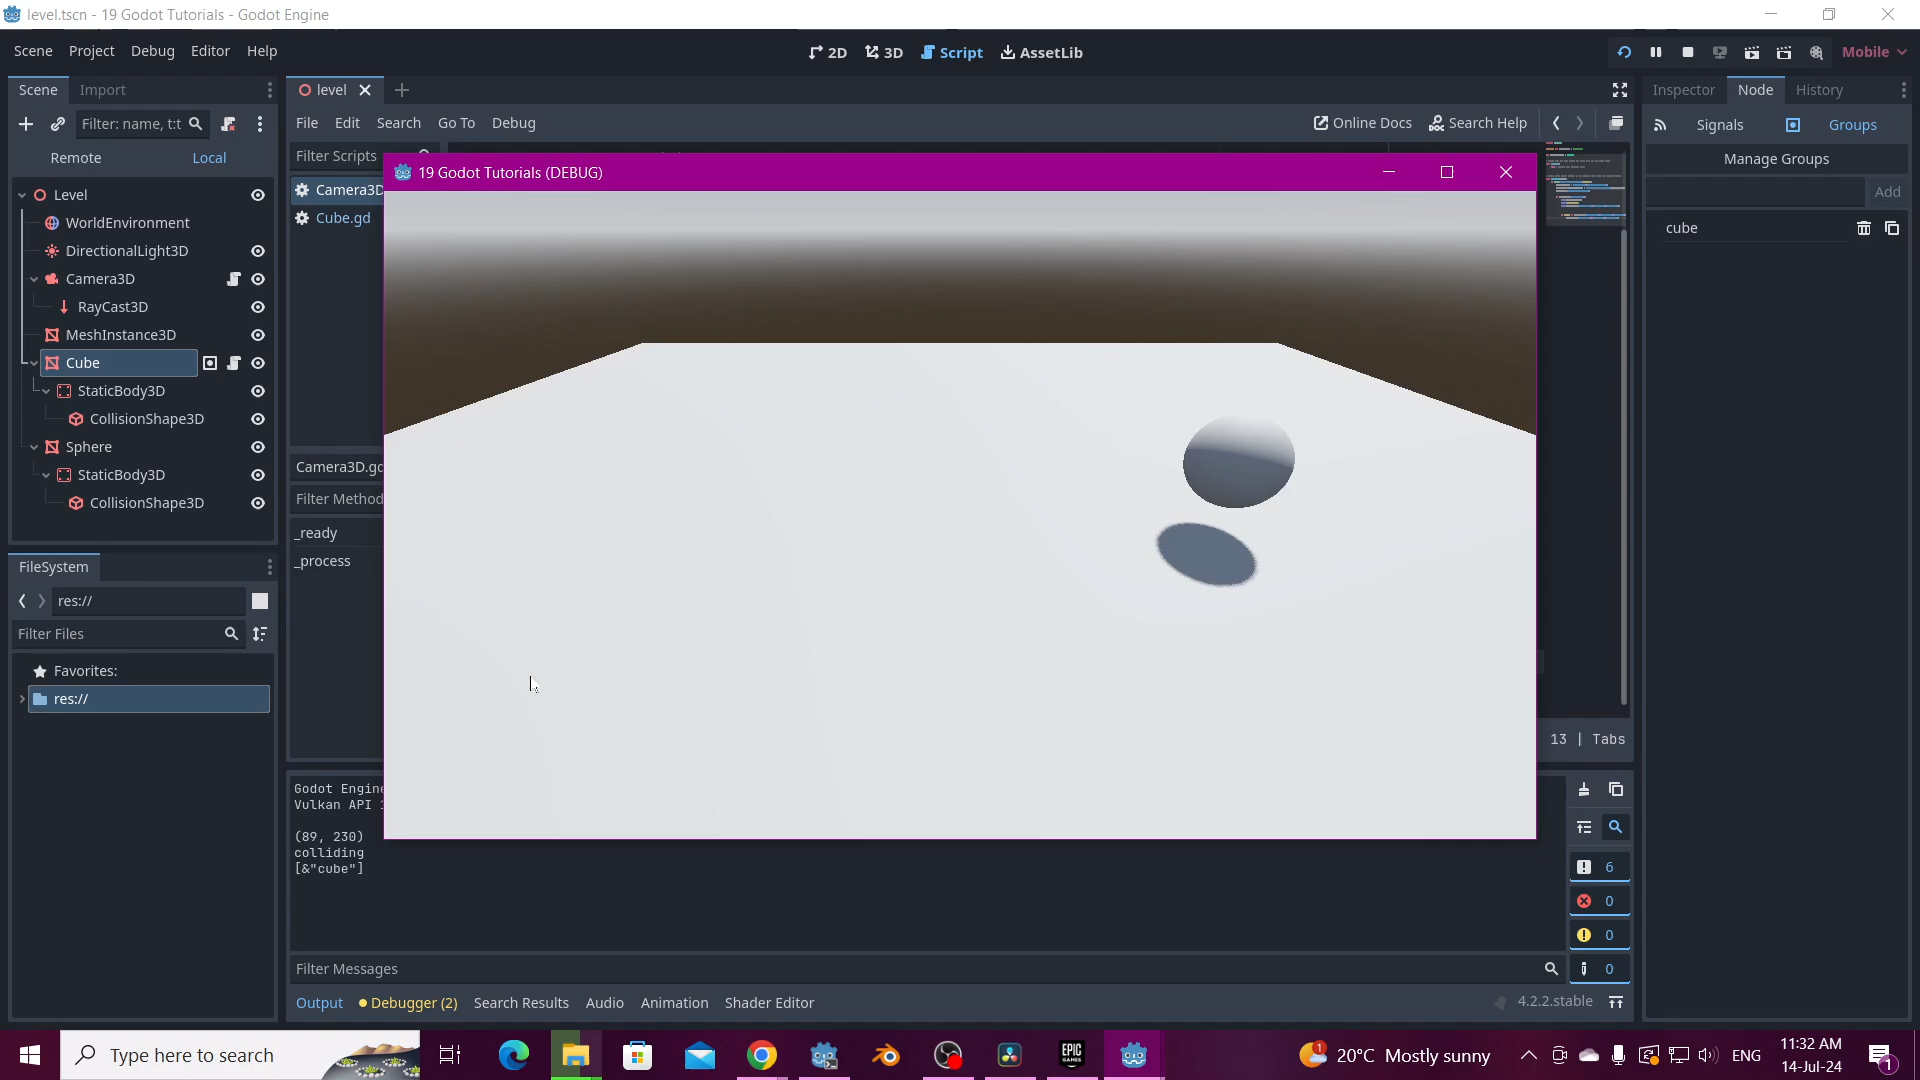 level.tscn - 19 Godot Tutorials - Godot Engine
Scene Project Debug Editor Help
2D 3D Script AssetLib
Mobile
Scene Import
level
Inspector Node History
Filter: name, t:t
File Edit Search Go To Debug
Online Docs Search Help
Signals Groups
Remote Local
Filter Scripts
Manage Groups
19 Godot Tutorials (DEBUG)
Camera3D
Add
Level
WorldEnvironment
Cube.gd
cube
DirectionalLight3D
Camera3D
RayCast3D
MeshInstance3D
Cube
StaticBody3D
CollisionShape3D
Sphere
Camera3D.gd
StaticBody3D
Filter Method
CollisionShape3D
_ready
FileSystem
_process
res://
Filter Files
Favorites:
res://
13 | Tabs
Godot Engine
Vulkan API 1
(89, 230)
colliding
[&"cube"]
6
0
0
0
Filter Messages
Output Debugger (2) Search Results Audio Animation Shader Editor
4.2.2.stable
Type here to search
EPIC
GAMES
20°C Mostly sunny
ENG
11:32 AM
14-Jul-24
1